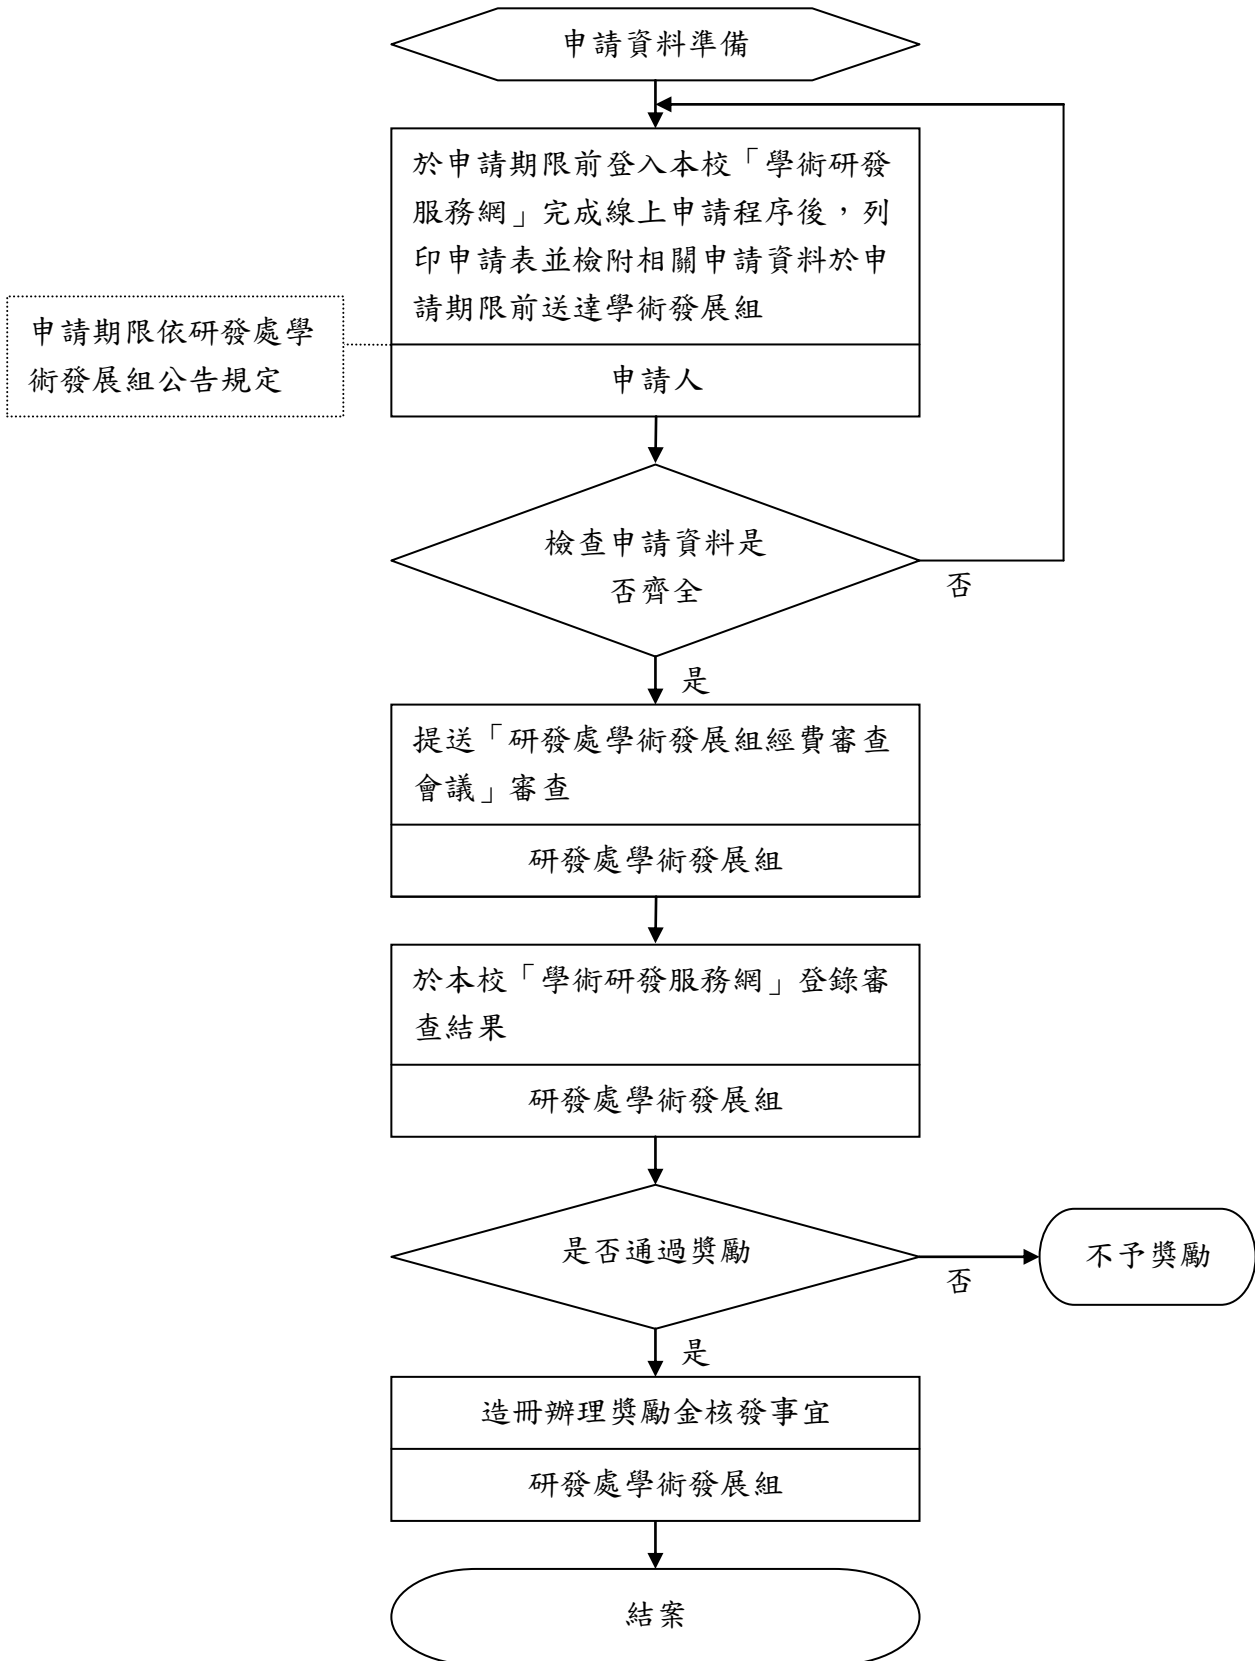 申請資料準備
於申請期限前登入本校「學術研發
服務網」完成線上申請程序後，列
印申請表並檢附相關申請資料於申
請期限前送達學術發展組
申請人
申請期限依研發處學
術發展組公告規定
檢查申請資料是
否齊全
否
是
提送「研發處學術發展組經費審查
會議」審查
研發處學術發展組
於本校「學術研發服務網」登錄審
查結果
研發處學術發展組
是否通過獎勵
否
不予獎勵
是
造冊辦理獎勵金核發事宜
研發處學術發展組
結案